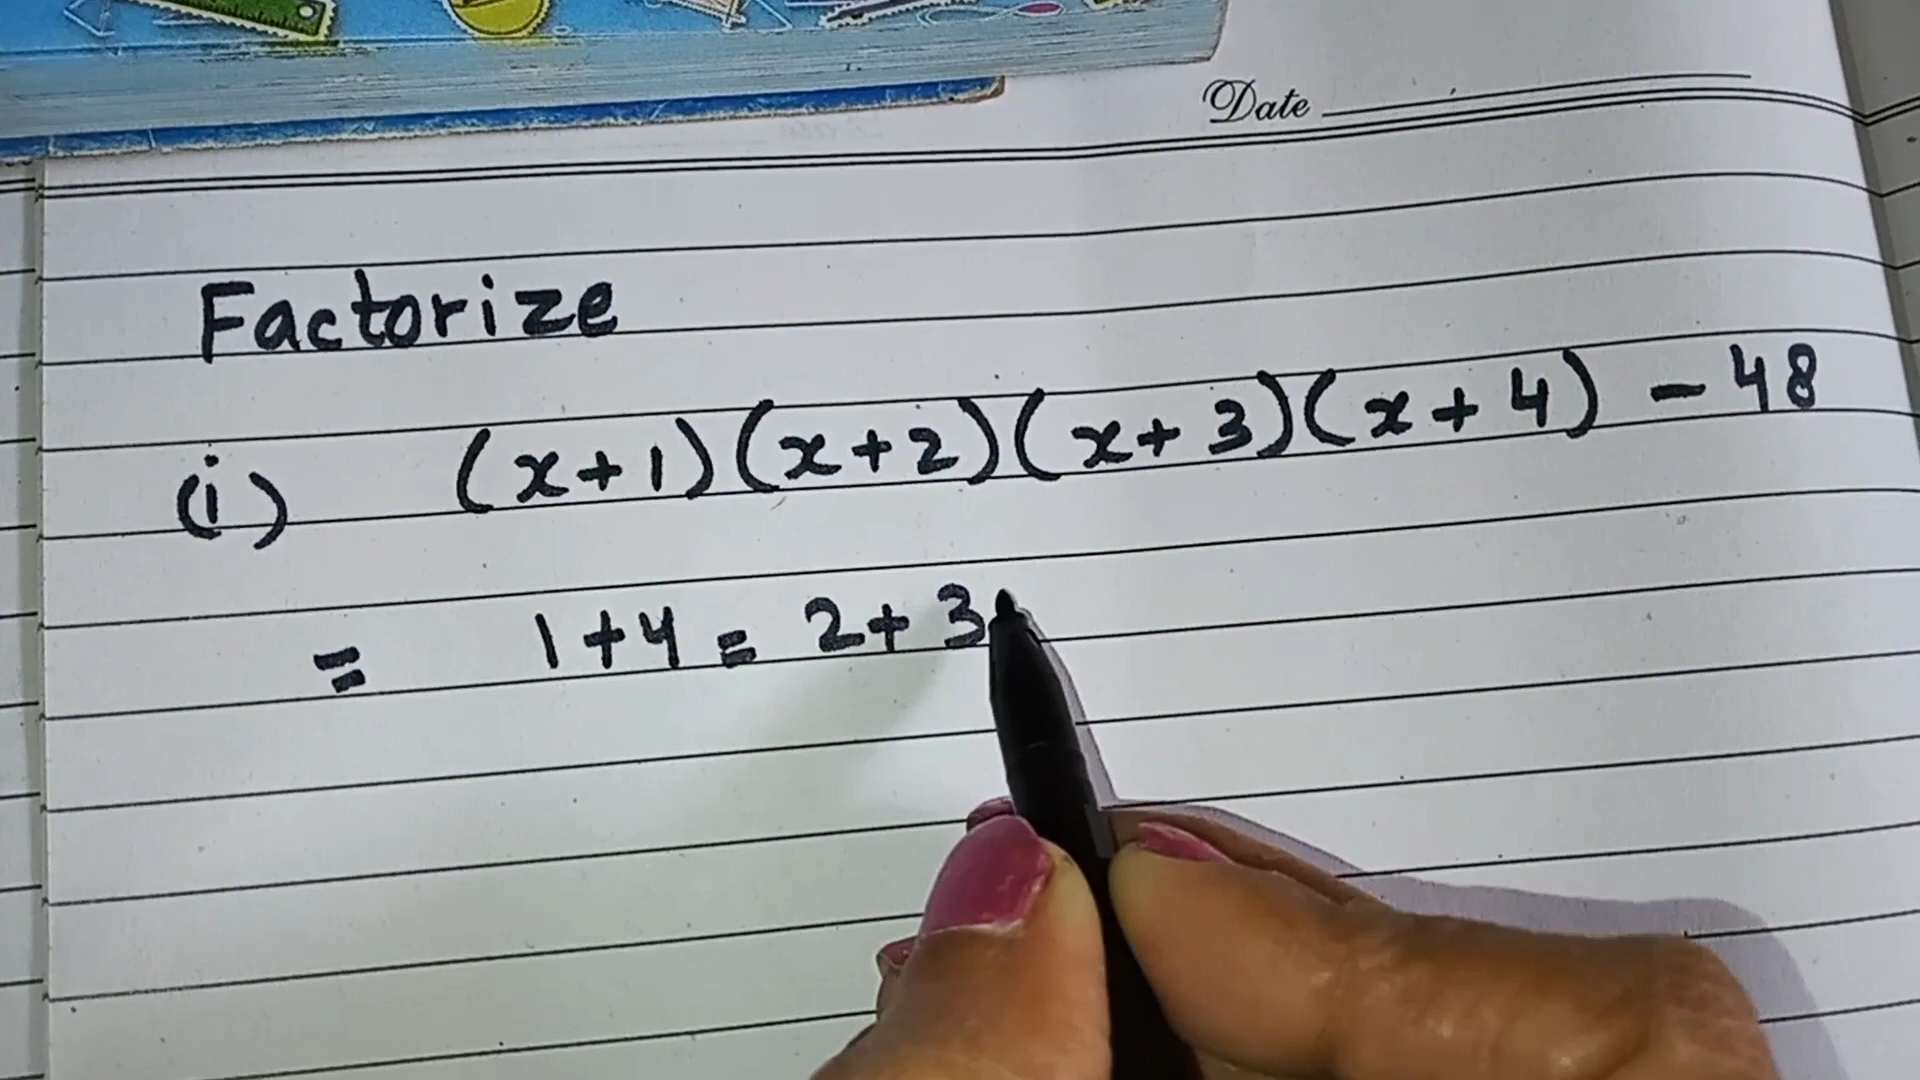 Date
Factorize
(i) (x+1)(x+2)(x+3)(x+4) - 48
= 1+4 = 2+3